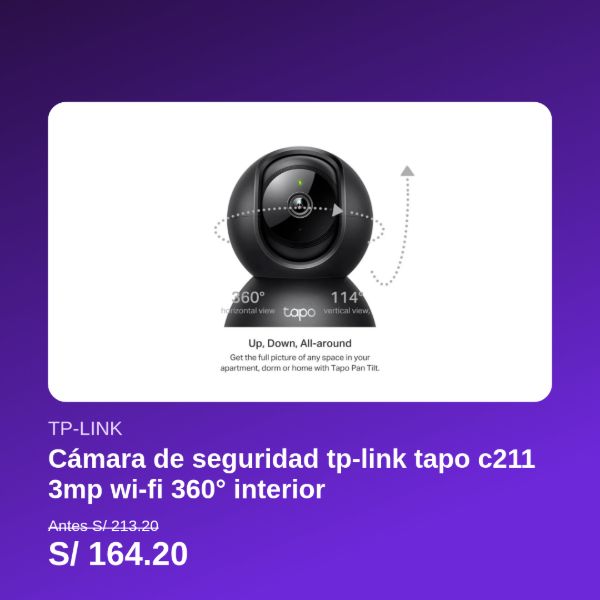 360°
114°
horizontal view
tapo
vertical view,
Up, Down, All-around
Get the full picture of any space in your
apartment, dorm or home with Tapo Pan Tilt.
TP-LINK
Cámara de seguridad tp-link tapo c211
3mp wi-fi 360° interior
Antes S/ 213.20
S/ 164.20